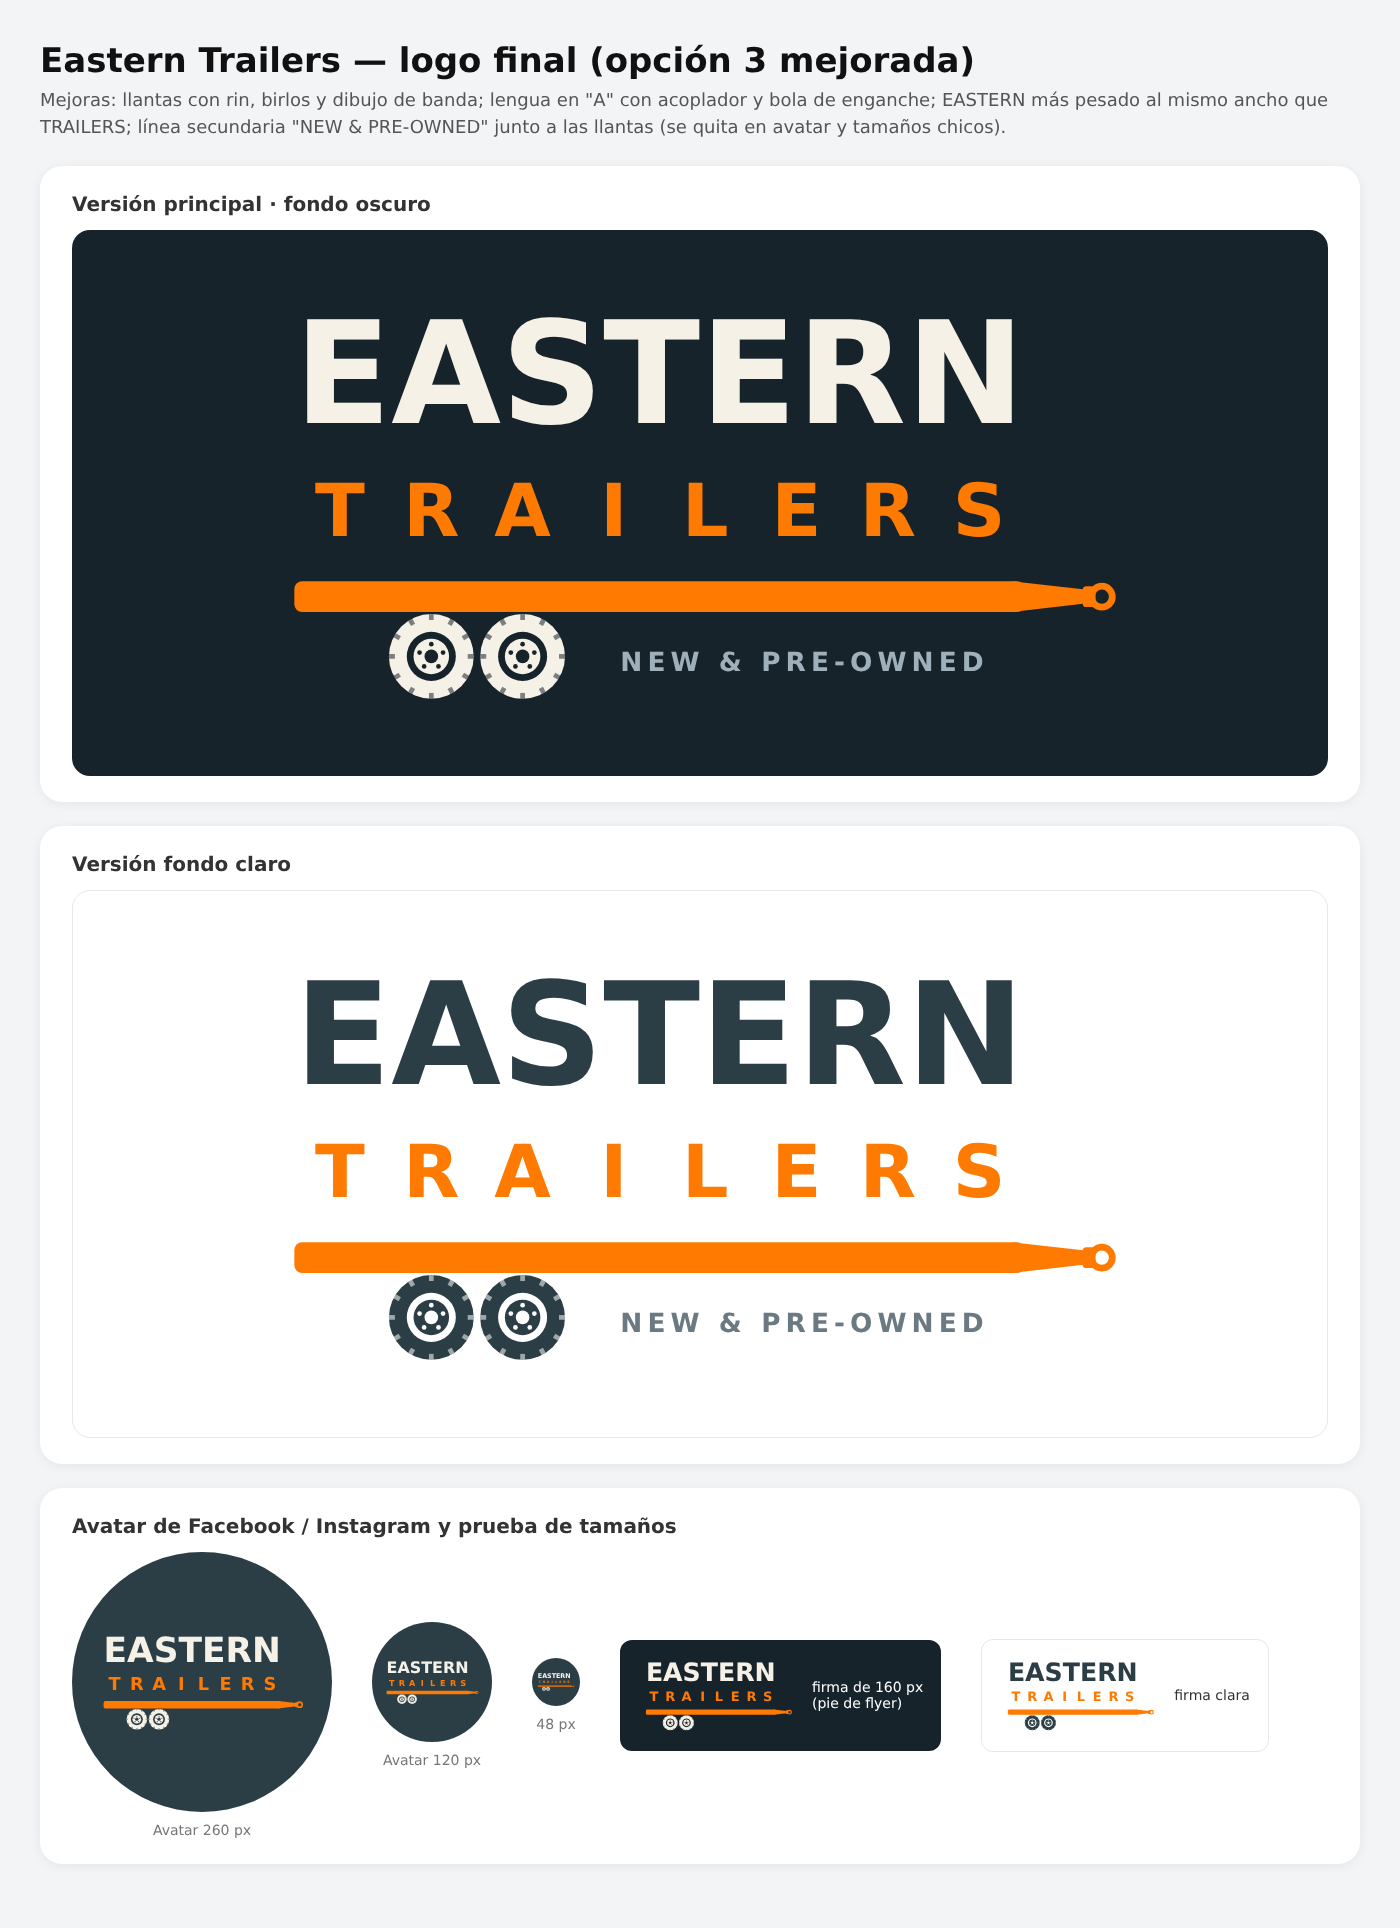 Eastern Trailers — logo final (opción 3 mejorada)
Mejoras: llantas con rin, birlos y dibujo de banda; lengua en "A" con acoplador y bola de enganche; EASTERN más pesado al mismo ancho que
TRAILERS; línea secundaria "NEW & PRE-OWNED" junto a las llantas (se quita en avatar y tamaños chicos).
Versión principal · fondo oscuro
EASTERN
TRAILERS
NEW & PRE-OWNED
Versión fondo claro
EASTERN
TRAILERS
NEW & PRE-OWNED
Avatar de Facebook / Instagram y prueba de tamaños
EASTERN
TRAILERS
Avatar 260 px
EASTERN
TRAILERS
Avatar 120 px
EASTERN
TRAILERS
48 px
EASTERN
TRAILERS
firma de 160 px
(pie de flyer)
EASTERN
TRAILERS
firma clara